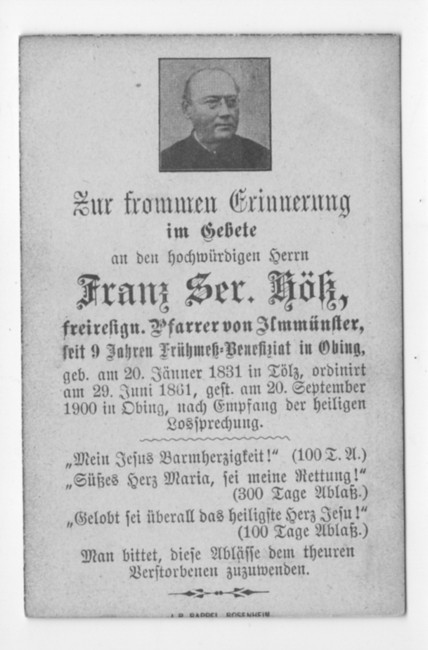 Zur frommen Erinnerung
im Gebete
an den hochwürdigen Herrn
Franz Ser. Höß,
freiresign. Pfarrer von Ilmmünster,
seit 9 Jahren Frühmeß-Benefiziat in Obing,
geb. am 20. Jänner 1831 in Tölz, ordinirt
am 29. Juni 1861, gest. am 20. September
1900 in Obing, nach Empfang der heiligen
Lossprechung.
„Mein Jesus Barmherzigkeit!" (100 T. A.)
„Süßes Herz Maria, sei meine Rettung!"
(300 Tage Ablaß.)
„Gelobt sei überall das heiligste Herz Jesu!"
(100 Tage Ablaß.)
Man bittet, diese Ablässe dem theuren
Verstorbenen zuzuwenden.
ROSENHEIM